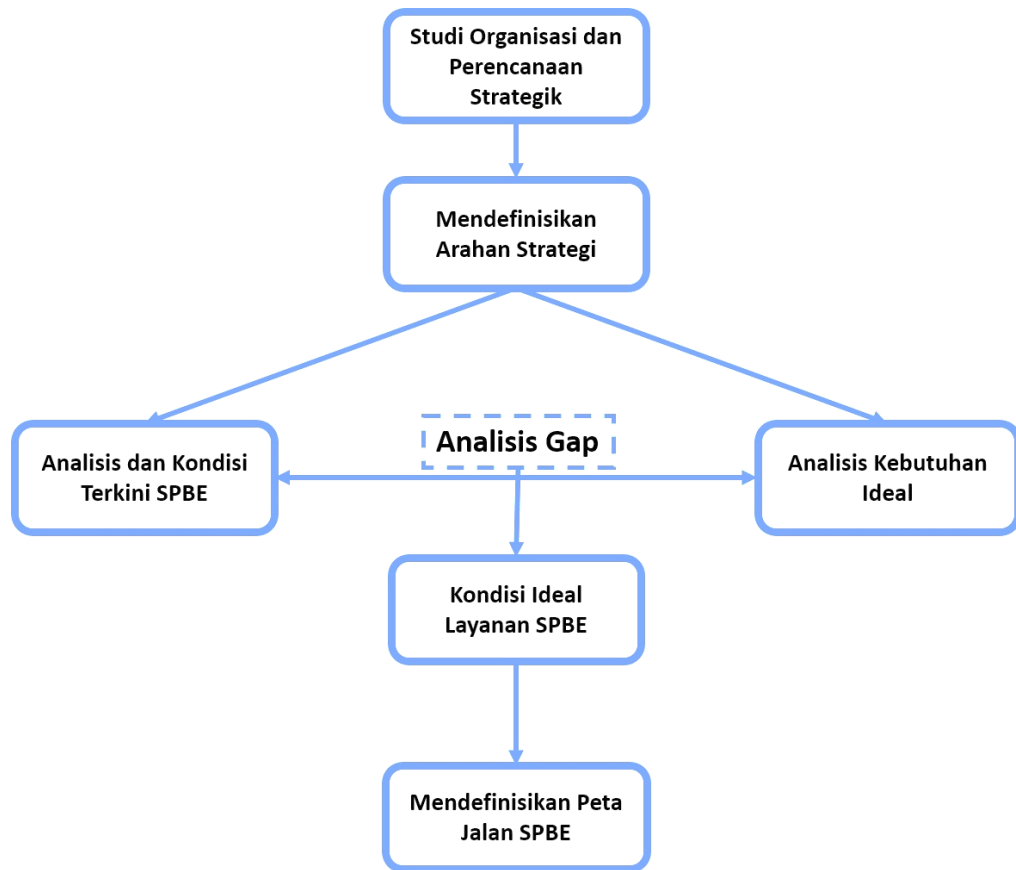 Studi Organisasi dan
Perencanaan
Strategik
Mendefinisikan
Arahan Strategi
Analisis Gap
Analisis dan Kondisi
Terkini SPBE
Analisis Kebutuhan
Ideal
Kondisi Ideal
Layanan SPBE
Mendefinisikan Peta
Jalan SPBE